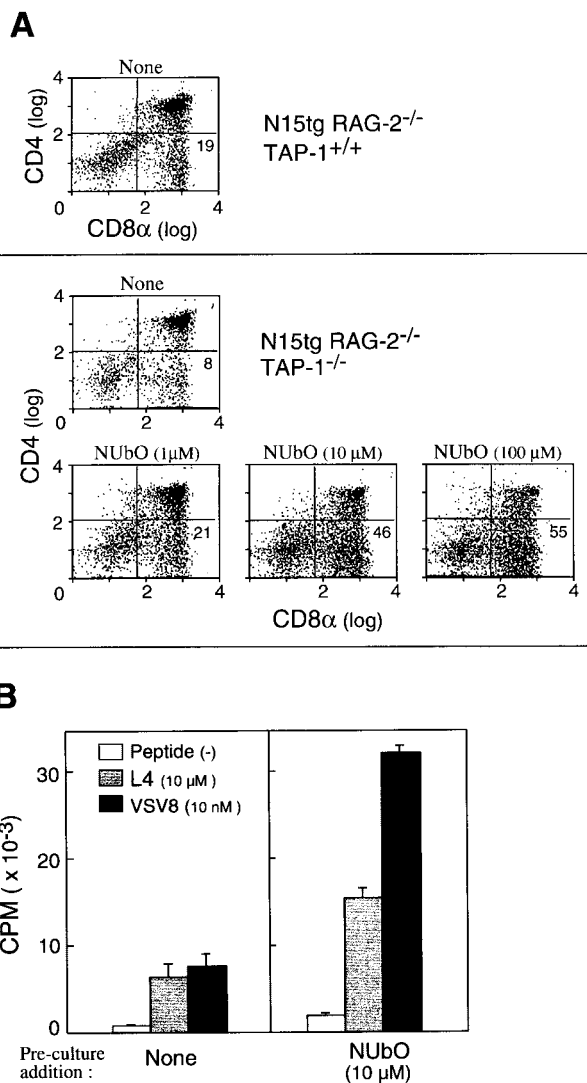 A
None
4
2
0
2
4
CD4 (log)
CD8α (log)
19
N15tg RAG-2-/-
TAP-1+/+
None
4
2
0
2
4
8
N15tg RAG-2-/-
TAP-1-/-
CD4 (log)
NUbO (1μM)
NUbO (10 μM)
NUbO (100 μM)
4
2
0
21
46
55
2
4
2
4
2
4
CD8α (log)
B
Peptide (-)
L4 (10 μM)
VSV8 (10 nM)
30
20
10
0
CPM ( x 10-3)
Pre-culture
addition :
None
NUbO
(10 μM)